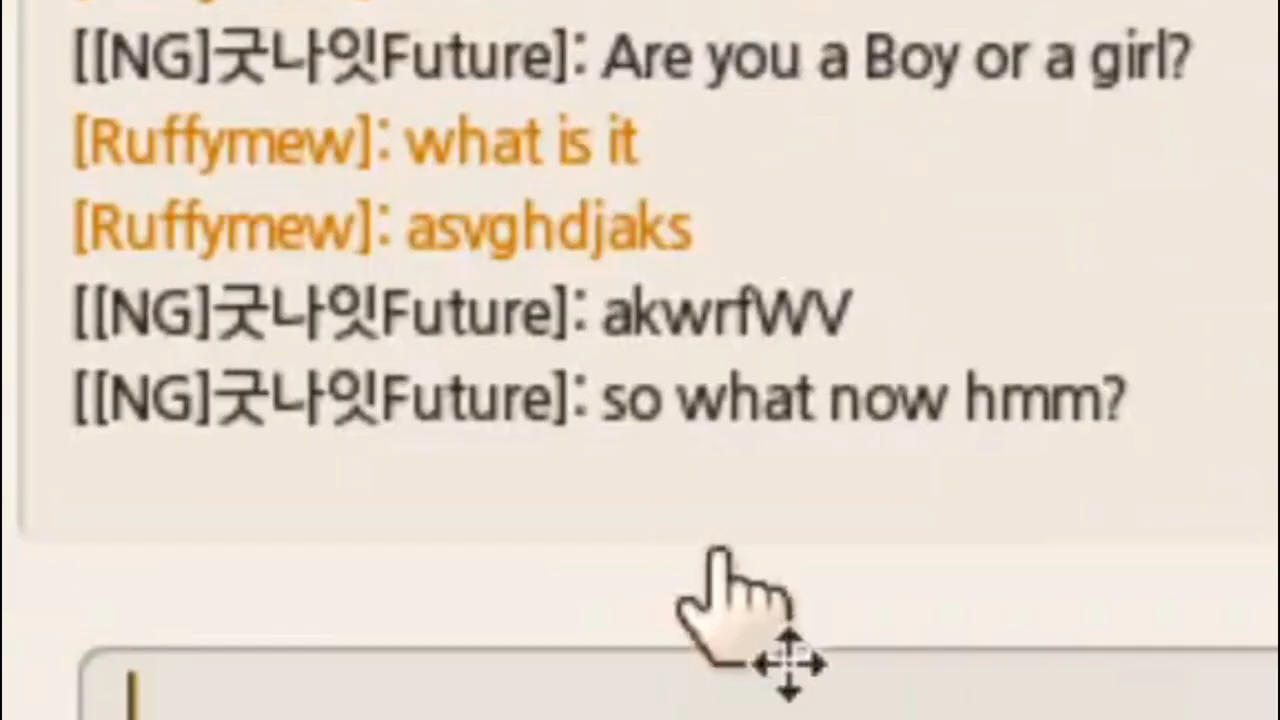 [[NG]굿나잇Future]: Are you a Boy or a girl?
[Ruffymew]: what is it
[Ruffymew]: asvghdjaks
[[NG]굿나잇Future]: akwrfWV
[[NG]굿나잇Future]: so what now hmm?